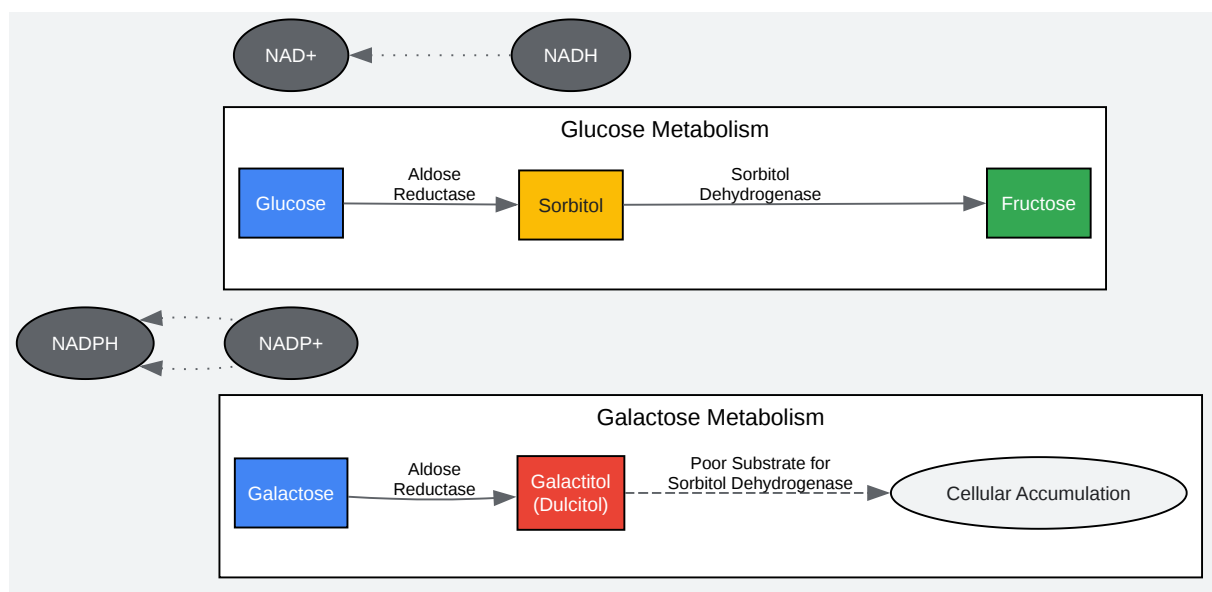 NAD+
NADH
Glucose Metabolism
Glucose
Aldose
Reductase
Sorbitol
Sorbitol
Dehydrogenase
Fructose
NADPH
NADP+
Galactose Metabolism
Galactose
Aldose
Reductase
Galactitol
(Dulcitol)
Poor Substrate for
Sorbitol Dehydrogenase
Cellular Accumulation